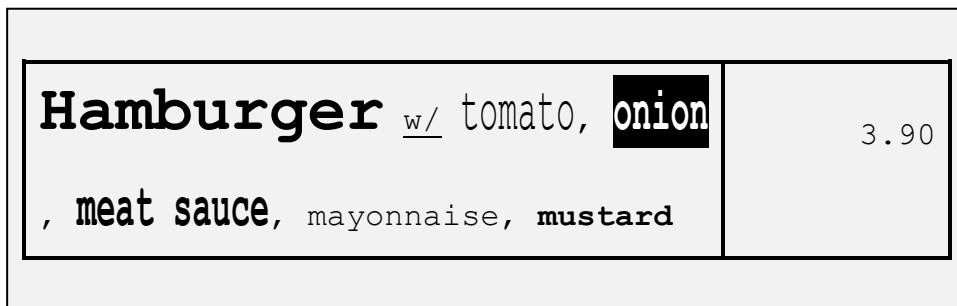 Hamburger w/ tomato, onion 3.90
, meat sauce, mayonnaise, mustard